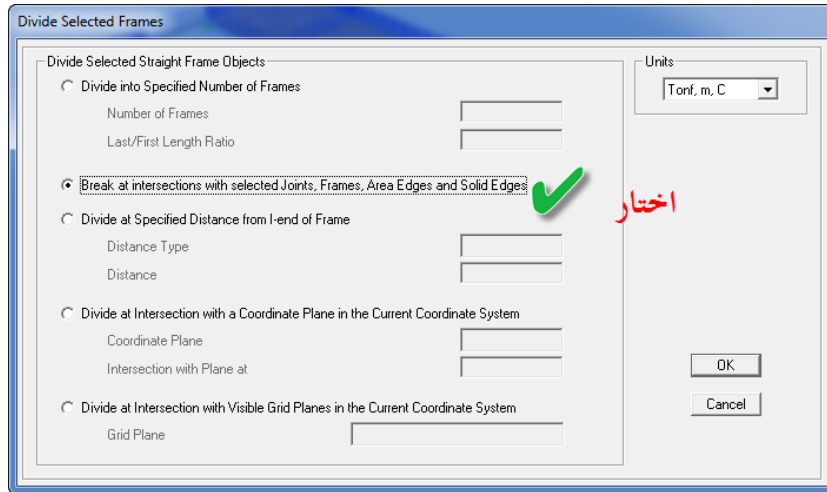 Divide Selected Frames
Divide Selected Straight Frame Objects
Divide into Specified Number of Frames
Number of Frames
Last/First Length Ratio
Break at intersections with selected Joints, Frames, Area Edges and Solid Edges
اختار
Divide at Specified Distance from I-end of Frame
Distance Type
Distance
Divide at Intersection with a Coordinate Plane in the Current Coordinate System
Coordinate Plane
Intersection with Plane at
Divide at Intersection with Visible Grid Planes in the Current Coordinate System
Grid Plane
Units
Tonf, m, C
OK
Cancel